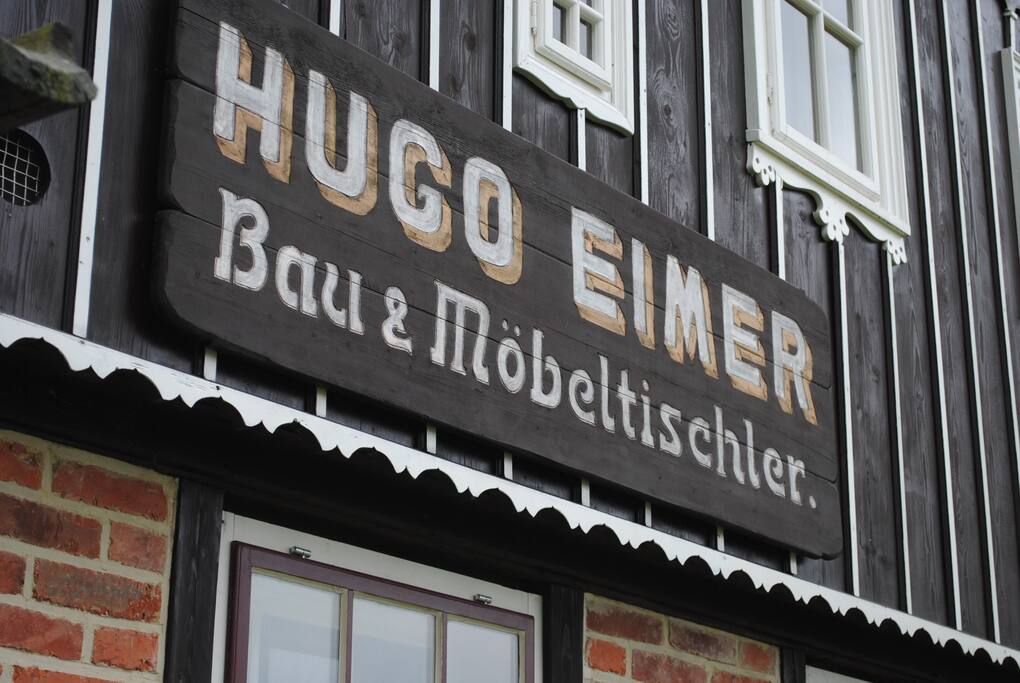 HUGO EIMER
Bau & Möbeltischler.